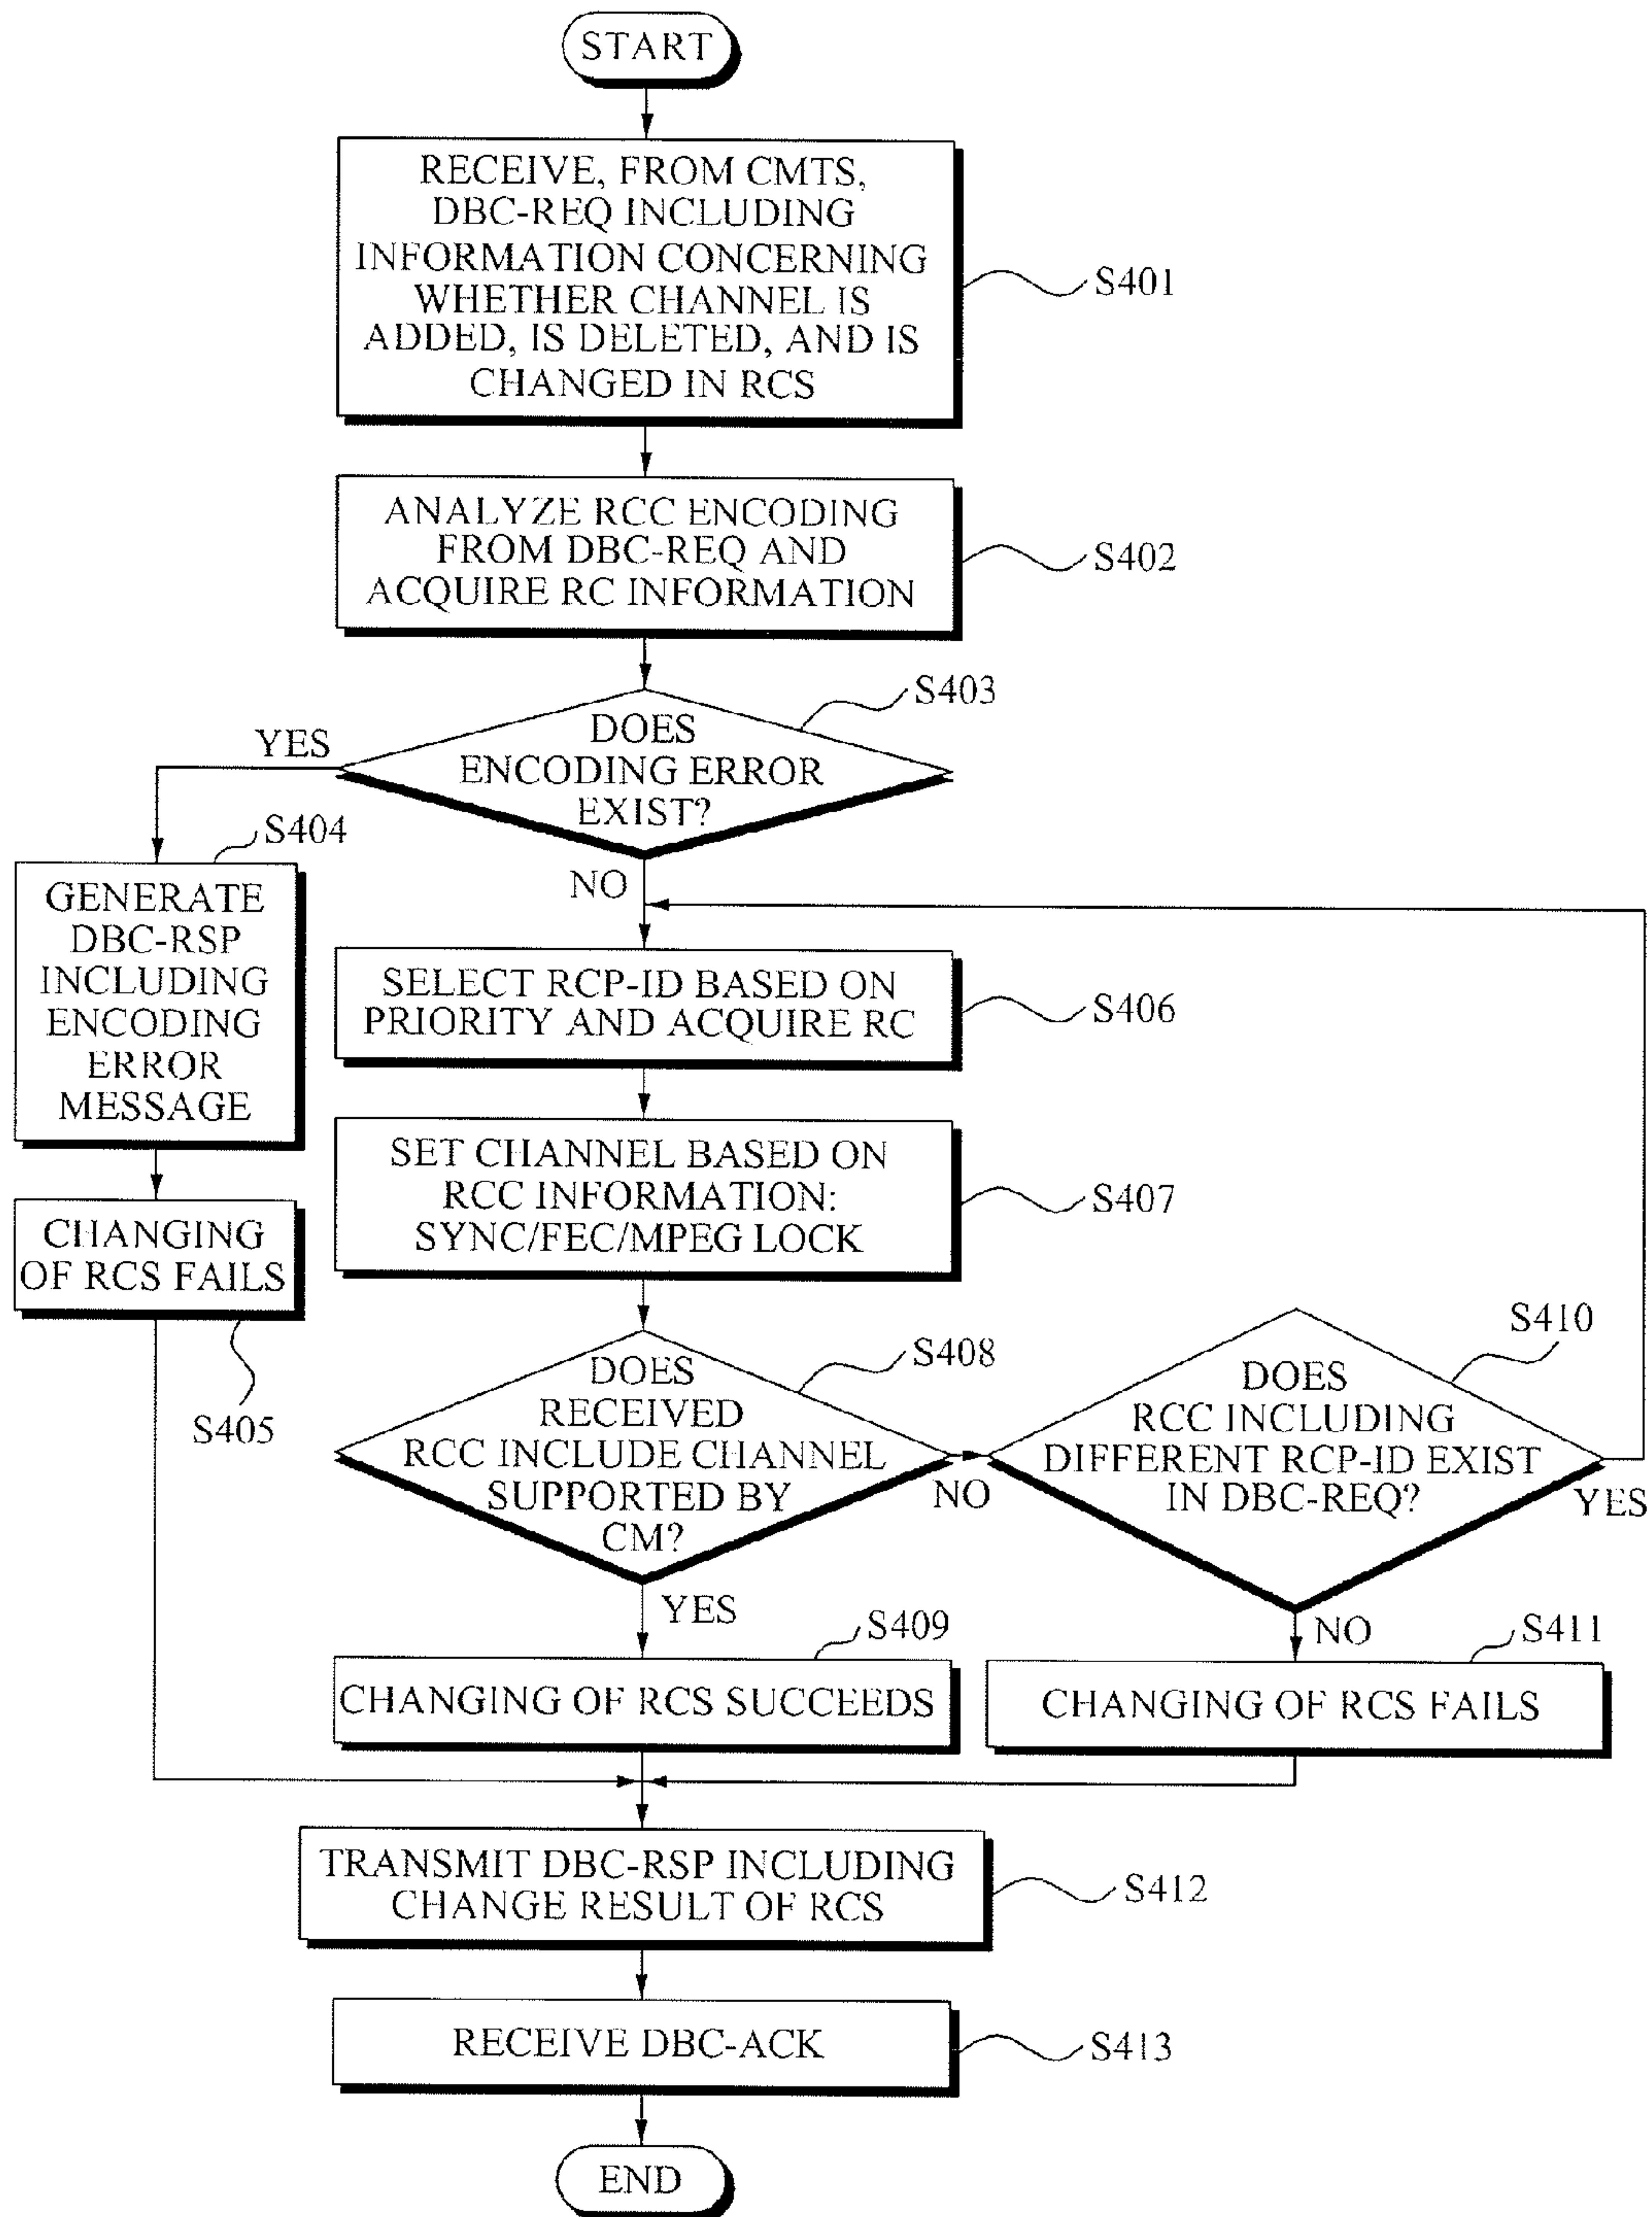 START
RECEIVE, FROM CMTS,
DBC-REQ INCLUDING
INFORMATION CONCERNING
WHETHER CHANNEL IS
ADDED, IS DELETED, AND IS
CHANGED IN RCS
S401
ANALYZE RCC ENCODING
FROM DBC-REQ AND
ACQUIRE RC INFORMATION
S402
DOES
ENCODING ERROR
EXIST?
S403
YES
NO
S404
GENERATE
DBC-RSP
INCLUDING
ENCODING
ERROR
MESSAGE
CHANGING
OF RCS FAILS
S405
SELECT RCP-ID BASED ON
PRIORITY AND ACQUIRE RC
S406
SET CHANNEL BASED ON
RCC INFORMATION:
SYNC/FEC/MPEG LOCK
S407
DOES
RECEIVED
RCC INCLUDE CHANNEL
SUPPORTED BY
CM?
S408
NO
YES
DOES
RCC INCLUDING
DIFFERENT RCP-ID EXIST
IN DBC-REQ?
S410
YES
NO
S409
CHANGING OF RCS SUCCEEDS
S411
CHANGING OF RCS FAILS
TRANSMIT DBC-RSP INCLUDING
CHANGE RESULT OF RCS
S412
RECEIVE DBC-ACK
S413
END